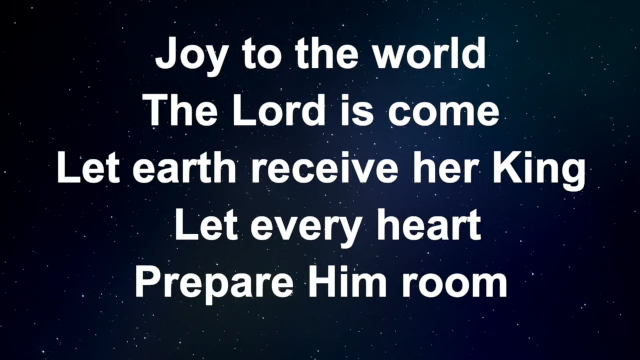 Joy to the world
The Lord is come
Let earth receive her King
Let every heart
Prepare Him room